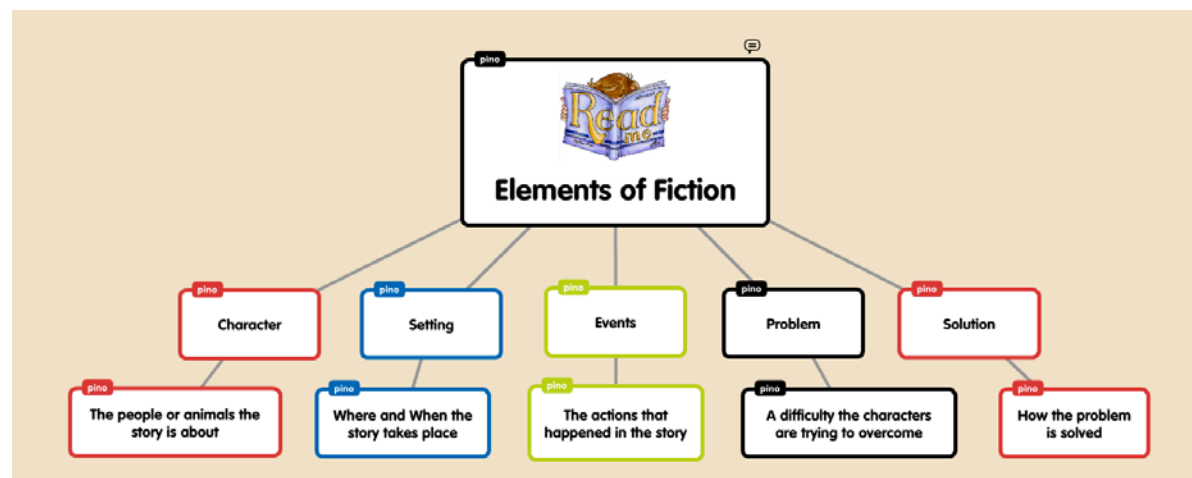 pino
Read
me
Elements of Fiction
pino
Character
pino
Setting
pino
Events
pino
Problem
pino
Solution
pino
The people or animals the
story is about
pino
Where and When the
story takes place
pino
The actions that
happened in the story
pino
A difficulty the characters
are trying to overcome
pino
How the problem
is solved